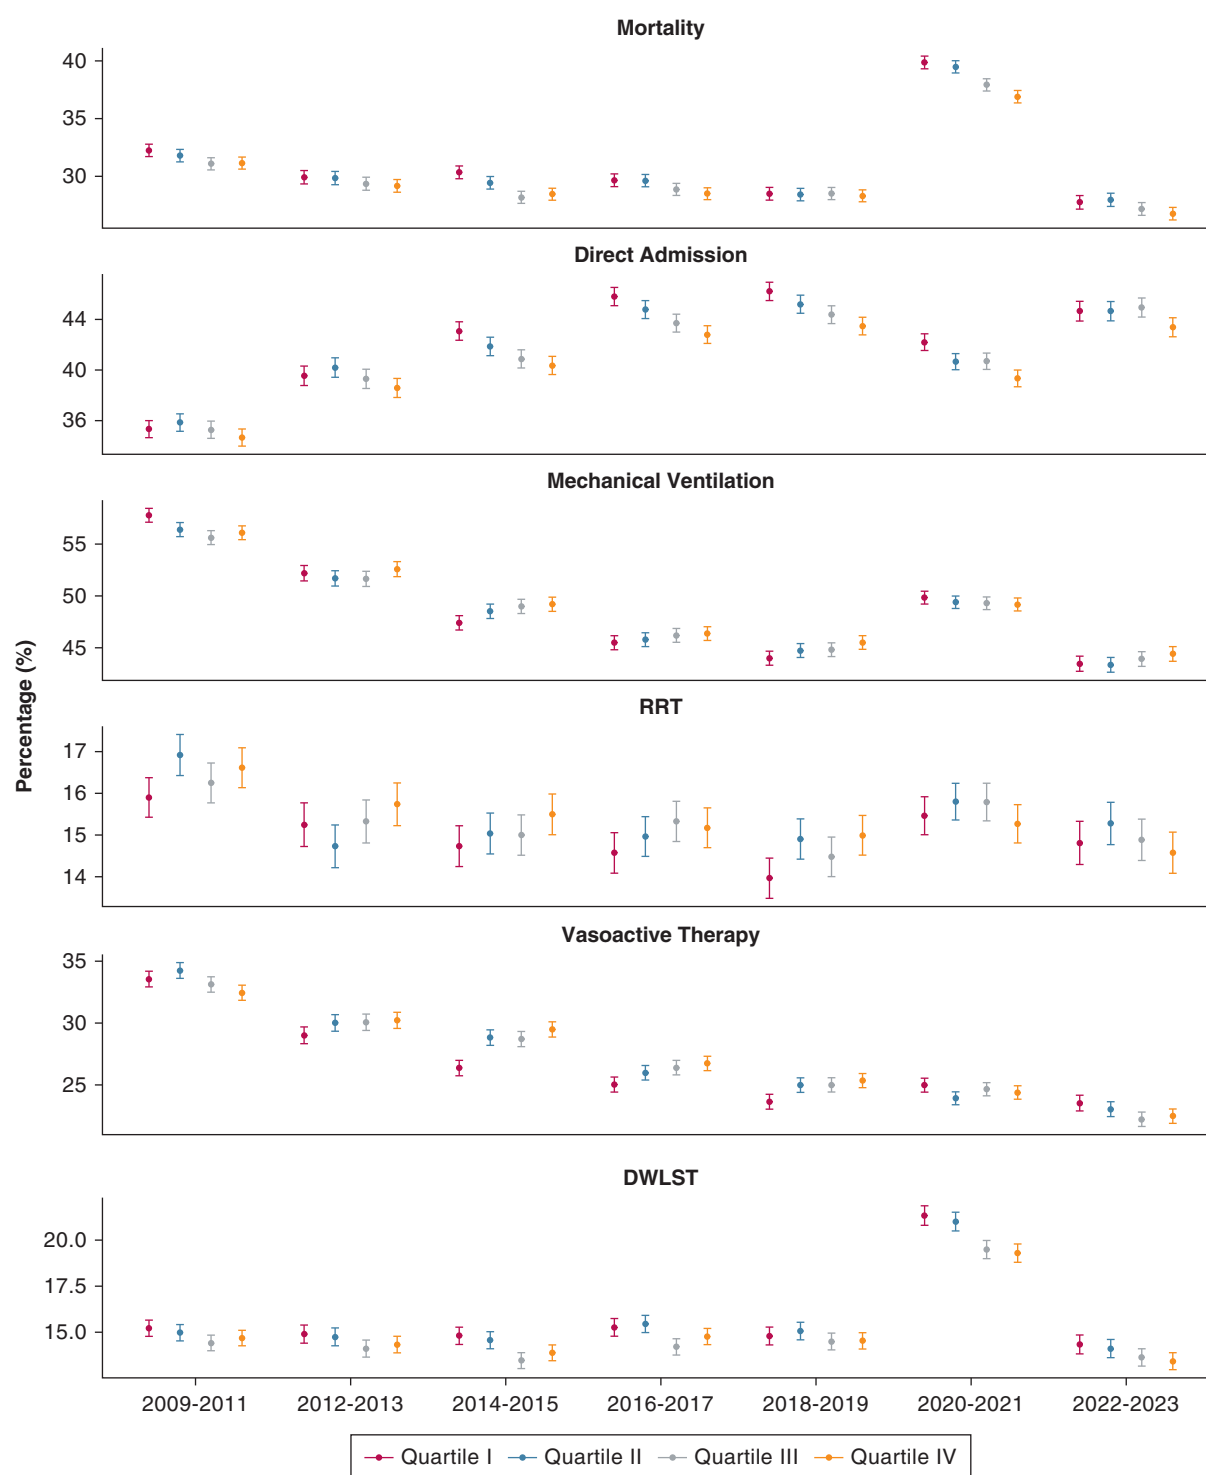 Mortality
40
35
30
Direct Admission
44
40
36
Mechanical Ventilation
55
50
45
Percentage (%)
RRT
17
16
15
14
Vasoactive Therapy
35
30
25
DWLST
20.0
17.5
15.0
2009-2011 2012-2013 2014-2015 2016-2017 2018-2019 2020-2021 2022-2023
Quartile I Quartile II Quartile III Quartile IV